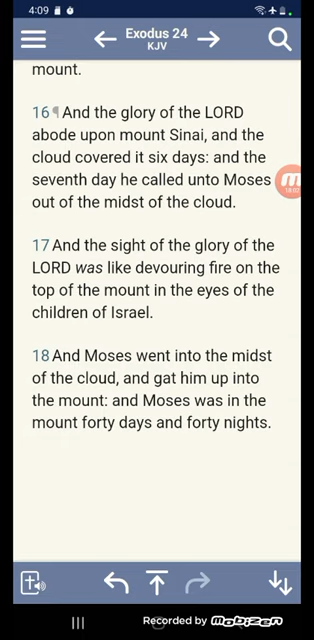 4:09
Exodus 24
KJV
mount.
16 ¶ And the glory of the LORD
abode upon mount Sinai, and the
cloud covered it six days: and the
seventh day he called unto Moses
out of the midst of the cloud.
17 And the sight of the glory of the
LORD was like devouring fire on the
top of the mount in the eyes of the
children of Israel.
18 And Moses went into the midst
of the cloud, and gat him up into
the mount: and Moses was in the
mount forty days and forty nights.
Recorded by mobizen